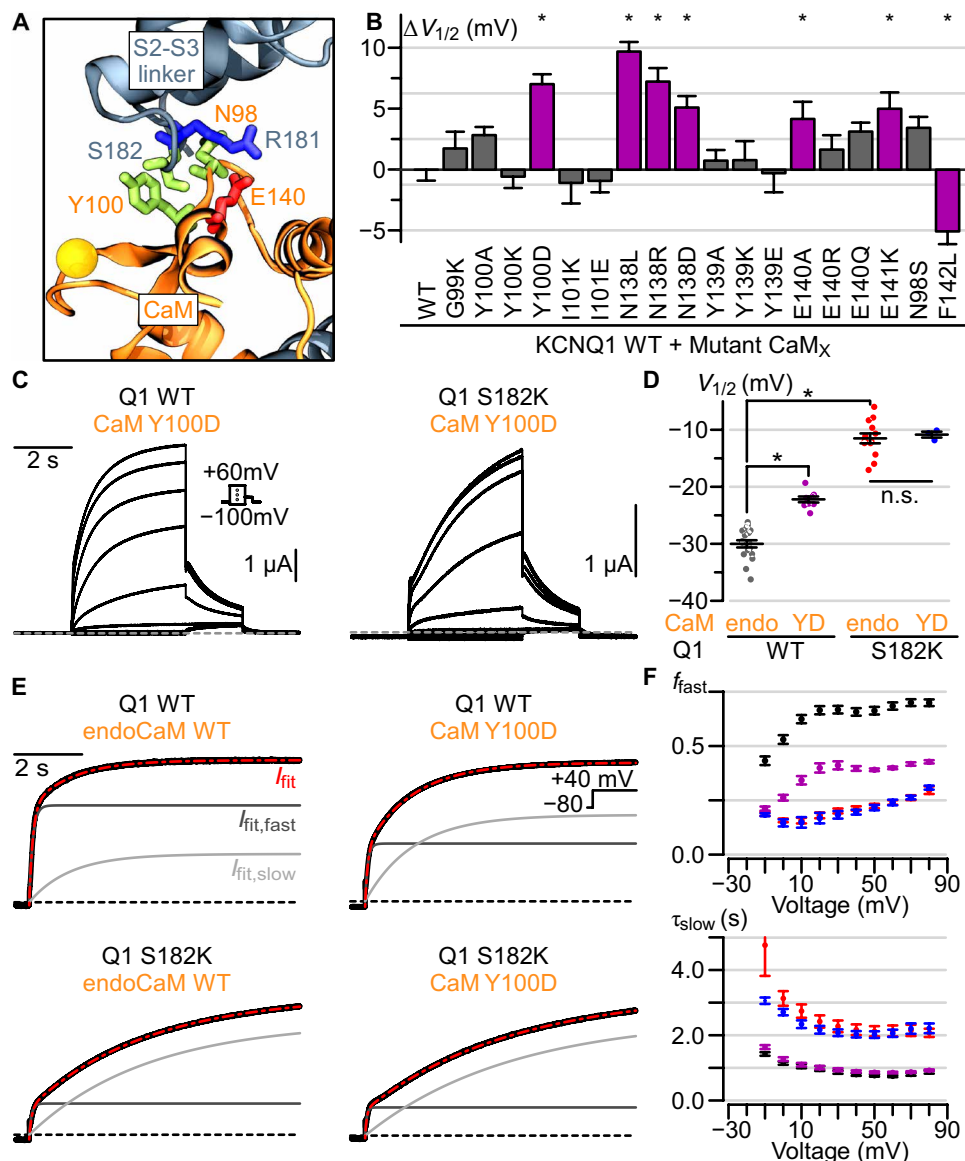 A
S2-S3
linker
N98
S182
R181
Y100
E140
CaM
B
ΔV1/2 (mV)
* * * * * * *
10
5
0
−5
WT G99K Y100A Y100K Y100D I101K I101E N138L N138R N138D Y139A Y139K Y139E E140A E140R E140Q E141K N98S F142L
KCNQ1 WT + Mutant CaMX
C
Q1 WT
CaM Y100D
2 s
+60mV
−100mV
1 µA
Q1 S182K
CaM Y100D
1 µA
D
V1/2 (mV)
*
*
n.s.
−10
−20
−30
−40
CaM endo YD endo YD
Q1 WT S182K
E
Q1 WT
endoCaM WT
2 s
Ifit
Ifit,fast
Ifit,slow
Q1 WT
CaM Y100D
+40 mV
−80
Q1 S182K
endoCaM WT
Q1 S182K
CaM Y100D
F
ffast
0.5
0.0
−30 10 50 90
Voltage (mV)
τslow (s)
4.0
2.0
0.0
−30 10 50 90
Voltage (mV)